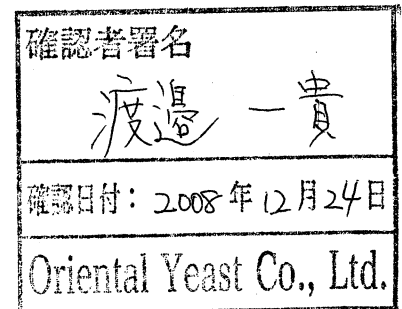 確認者署名
渡邉 一貴
確認日付：2008年12月24日
Oriental Yeast Co., Ltd.